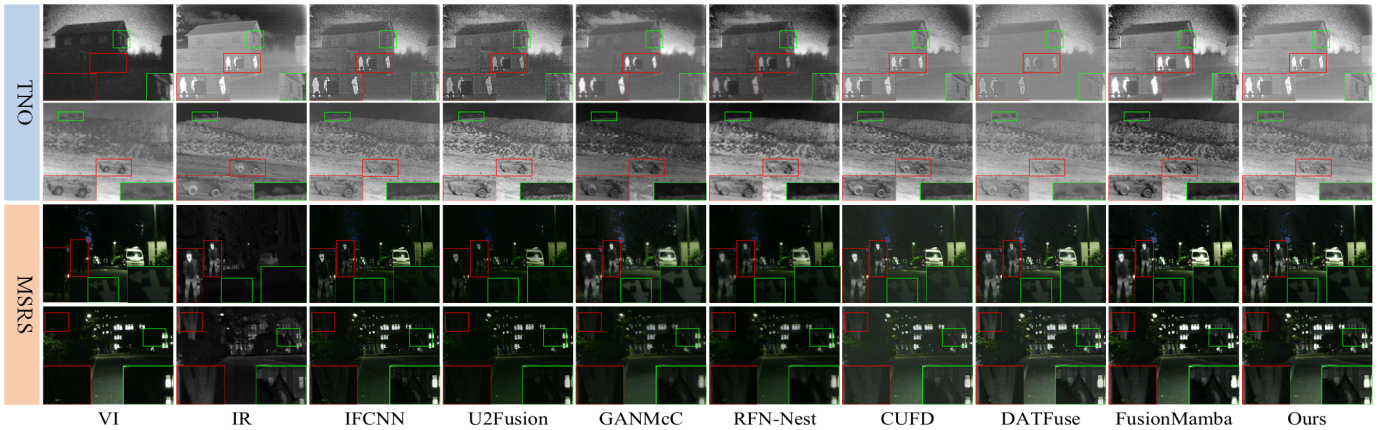 TNO
MSRS
VI
IR
IFCNN
U2Fusion
GANMcC
RFN-Nest
CUFD
DATFuse
FusionMamba
Ours